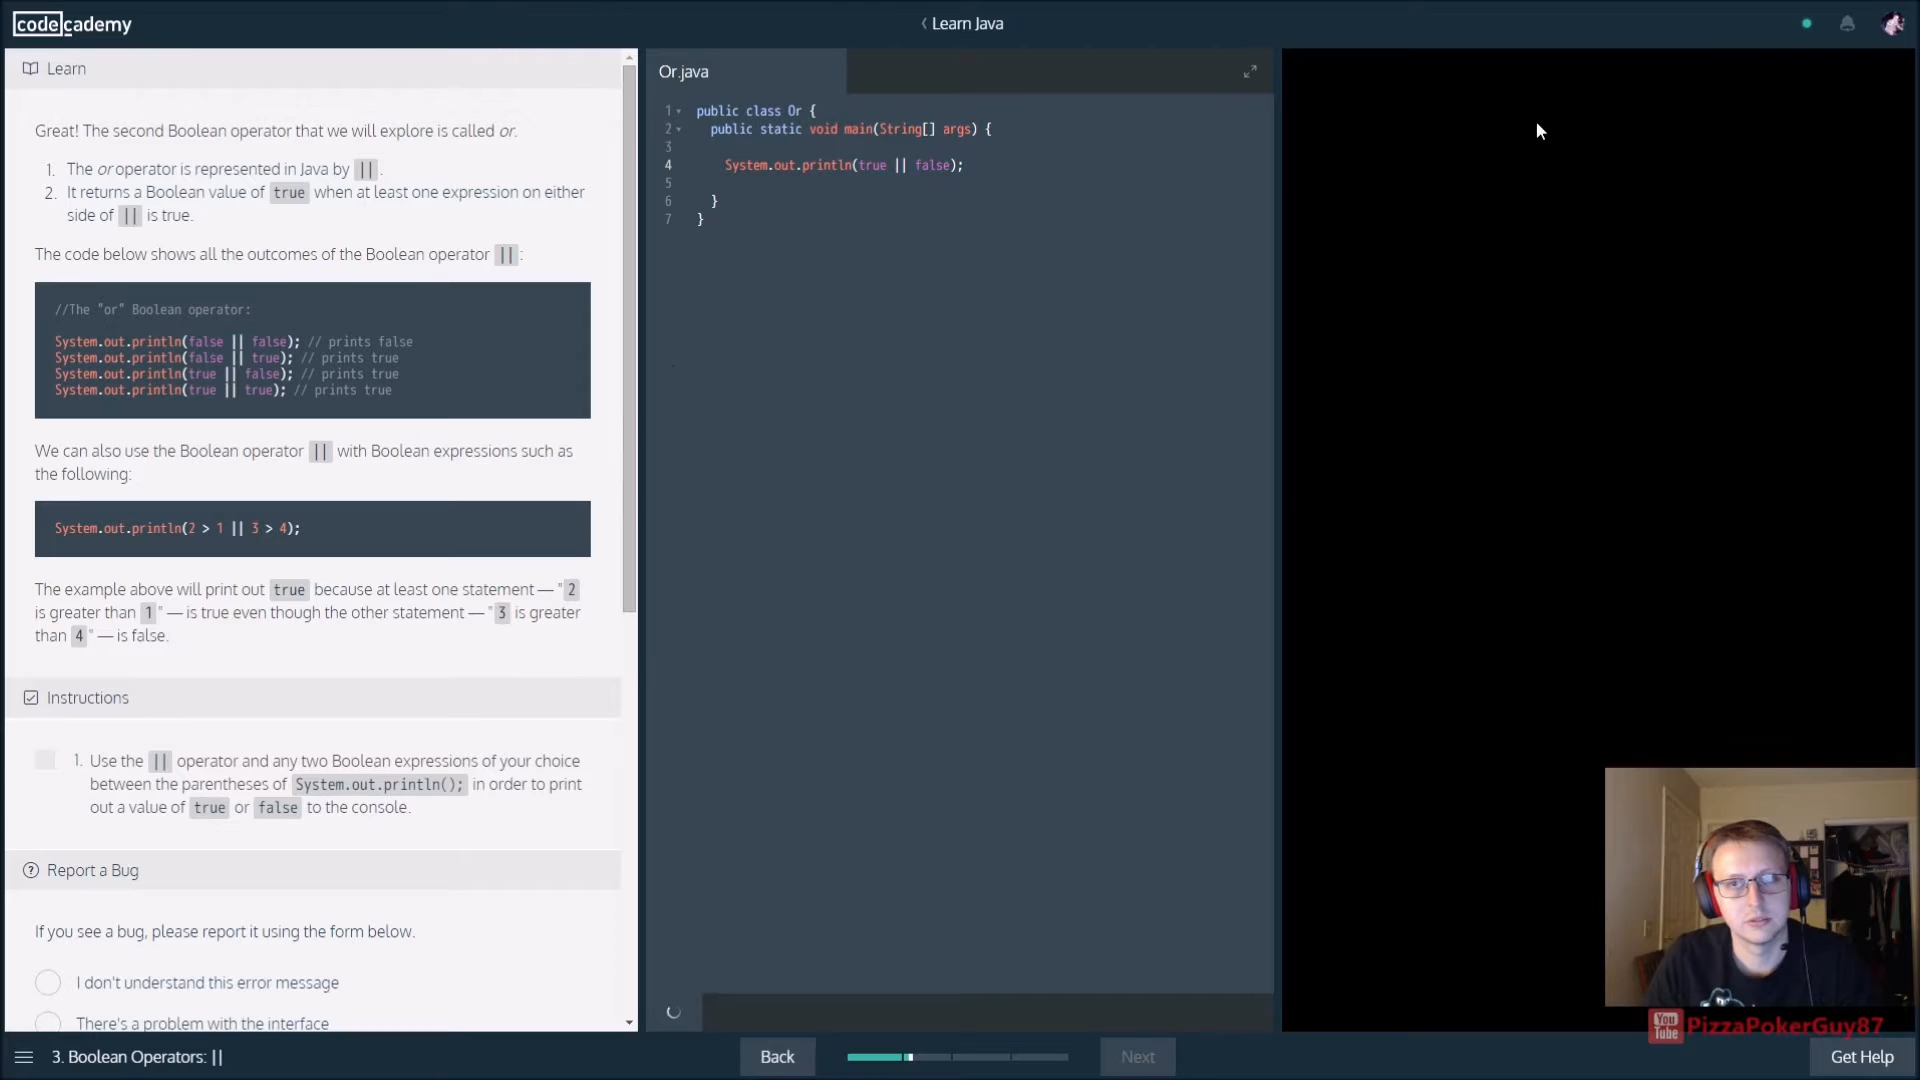 codecademy
Learn Java
Learn
Great! The second Boolean operator that we will explore is called or.
1. The or operator is represented in Java by ||.
2. It returns a Boolean value of true when at least one expression on either
side of || is true.
The code below shows all the outcomes of the Boolean operator ||:
//The "or" Boolean operator:
System.out.println(false || false); // prints false
System.out.println(false || true); // prints true
System.out.println(true || false); // prints true
System.out.println(true || true); // prints true
We can also use the Boolean operator || with Boolean expressions such as
the following:
System.out.println(2 > 1 || 3 > 4);
The example above will print out true because at least one statement — "2
is greater than 1" — is true even though the other statement — "3 is greater
than 4" — is false.
Instructions
1. Use the || operator and any two Boolean expressions of your choice
between the parentheses of System.out.println(); in order to print
out a value of true or false to the console.
Report a Bug
If you see a bug, please report it using the form below.
I don't understand this error message
There's a problem with the interface
Or.java
1 public class Or {
2 public static void main(String[] args) {
3
4 System.out.println(true || false);
5
6 }
7 }
You Tube PizzaPokerGuy87
3. Boolean Operators: ||
Back
Next
Get Help